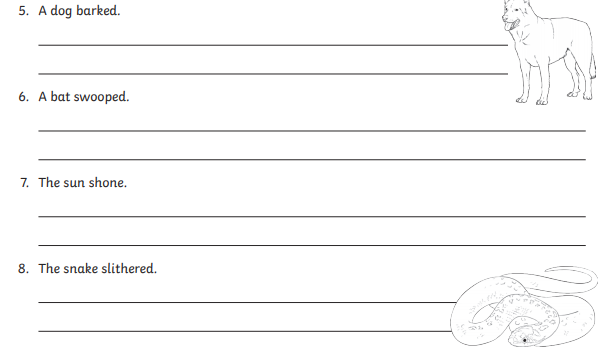 5. A dog barked.
6. A bat swooped.
7. The sun shone.
8. The snake slithered.